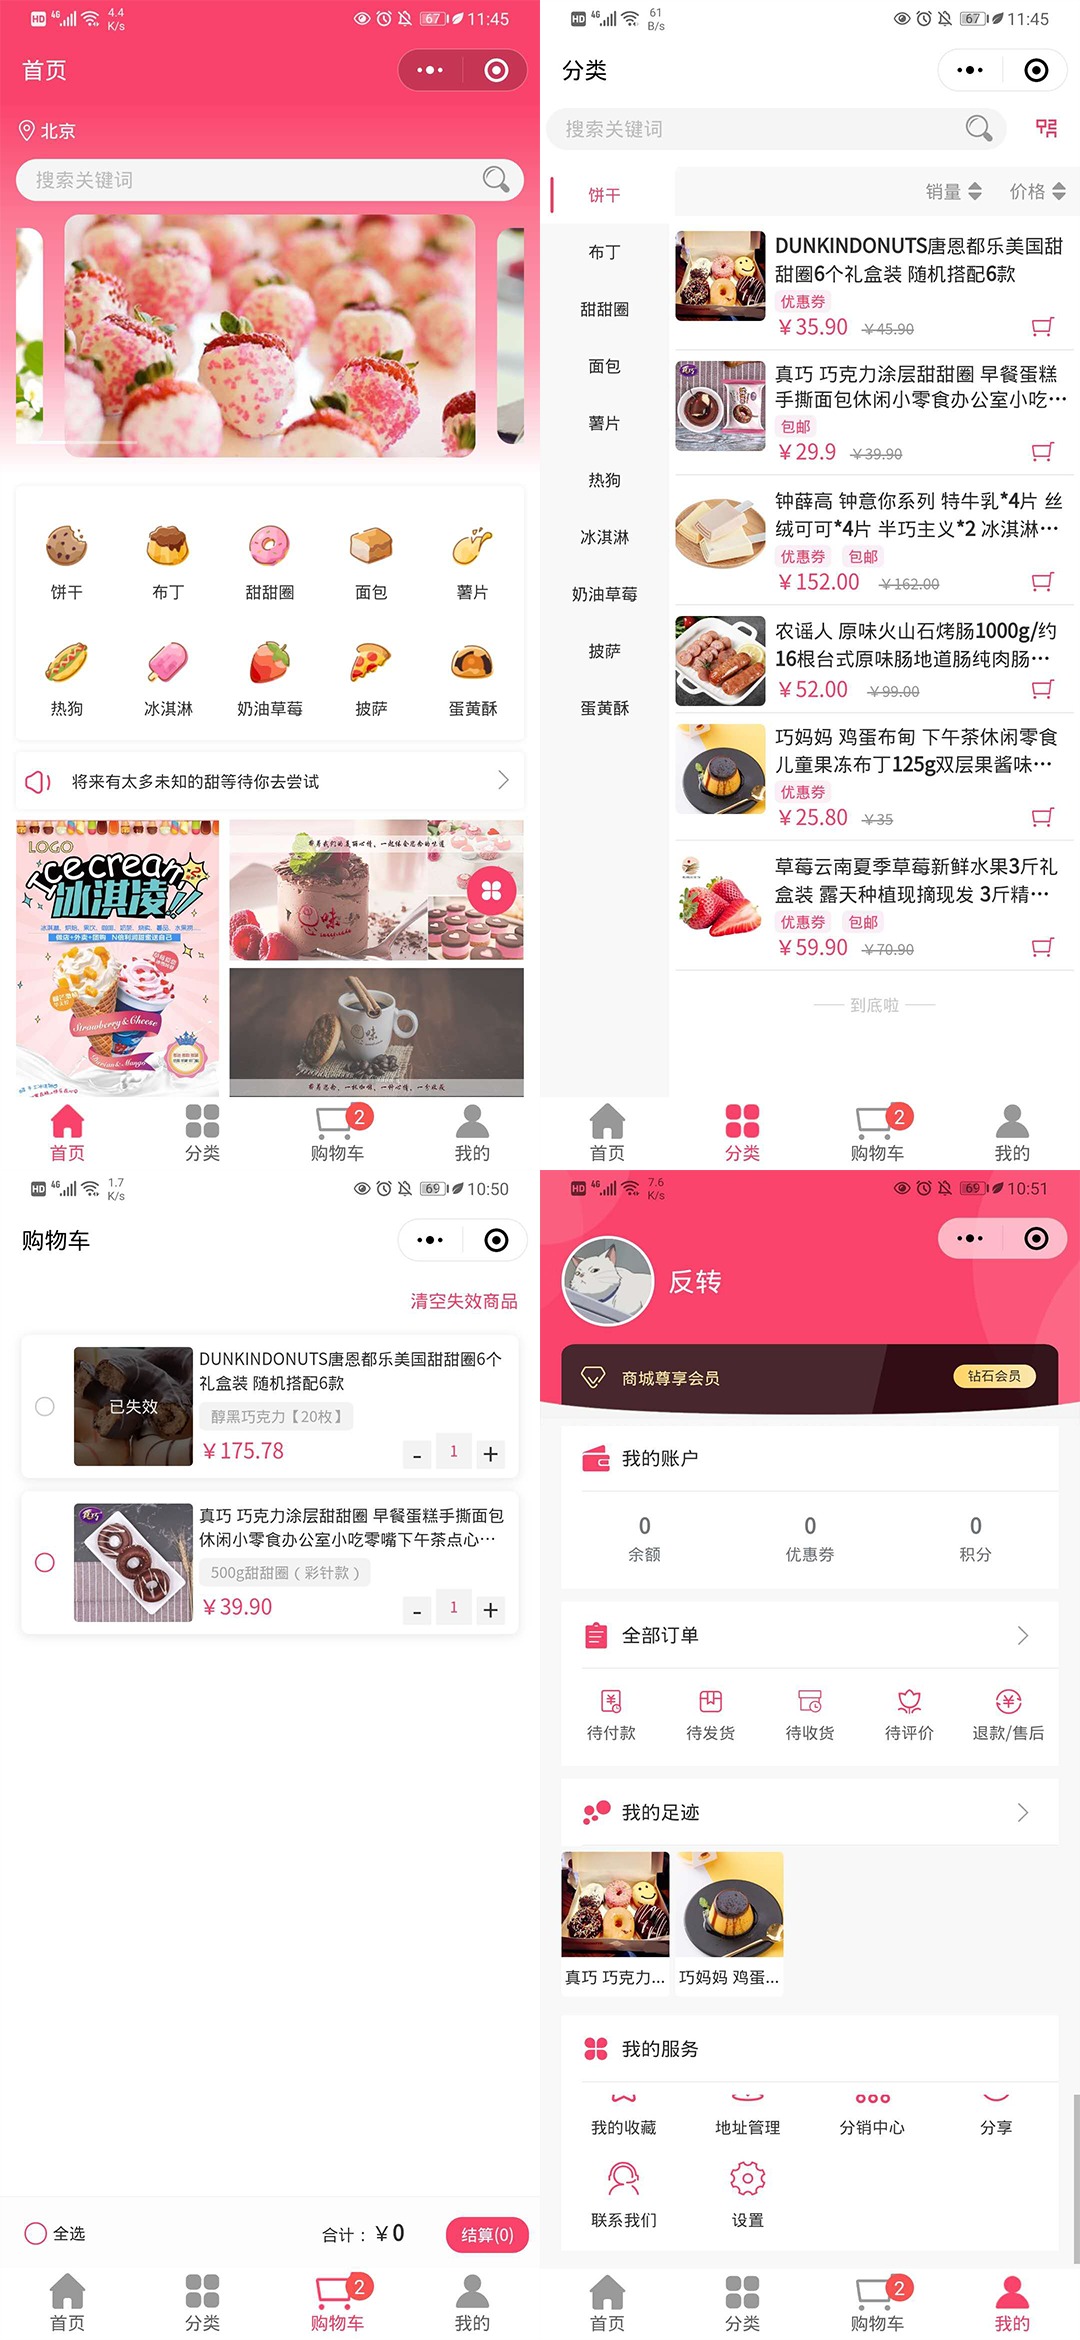 HD 4G 4.4 K/s 67 11:45
首页
北京
搜索关键词
饼干 布丁 甜甜圈 面包 薯片
热狗 冰淇淋 奶油草莓 披萨 蛋黄酥
将来有太多未知的甜等待你去尝试
LOGO
Icecream
冰淇凌!!
做店+外卖+团购 N倍利润甜蜜送自己
Strawberry&Cheese
Durian&Mango
首页 分类 购物车 2 我的
HD 4G 61 B/s 67 11:45
分类
搜索关键词
销量 价格
饼干
布丁
甜甜圈
面包
薯片
热狗
冰淇淋
奶油草莓
披萨
蛋黄酥
DUNKINDONUTS唐恩都乐美国甜
甜圈6个礼盒装 随机搭配6款
优惠券
￥35.90 ￥45.90
真巧 巧克力涂层甜甜圈 早餐蛋糕
手撕面包休闲小零食办公室小吃…
包邮
￥29.9 ￥39.90
钟薛高 钟意你系列 特牛乳*4片 丝
绒可可*4片 半巧主义*2 冰淇淋…
优惠券 包邮
￥152.00 ￥162.00
农谣人 原味火山石烤肠1000g/约
16根台式原味肠地道肠纯肉肠…
￥52.00 ￥99.00
巧妈妈 鸡蛋布甸 下午茶休闲零食
儿童果冻布丁125g双层果酱味…
优惠券
￥25.80 ￥35
草莓云南夏季草莓新鲜水果3斤礼
盒装 露天种植现摘现发 3斤精…
优惠券 包邮
￥59.90 ￥70.90
到底啦
首页 分类 购物车 2 我的
HD 4G 1.7 K/s 69 10:50
购物车
清空失效商品
已失效
DUNKINDONUTS唐恩都乐美国甜甜圈6个
礼盒装 随机搭配6款
醇黑巧克力【20枚】
￥175.78 - 1 +
真巧
真巧 巧克力涂层甜甜圈 早餐蛋糕手撕面包
休闲小零食办公室小吃零嘴下午茶点心…
500g甜甜圈（彩针款）
￥39.90 - 1 +
全选 合计：￥0 结算(0)
首页 分类 购物车 2 我的
HD 4G 7.6 K/s 69 10:51
反转
商城尊享会员 钻石会员
我的账户
0 0 0
余额 优惠券 积分
全部订单
待付款 待发货 待收货 待评价 退款/售后
我的足迹
真巧 巧克力... 巧妈妈 鸡蛋...
我的服务
我的收藏 地址管理 分销中心 分享
联系我们 设置
首页 分类 购物车 2 我的